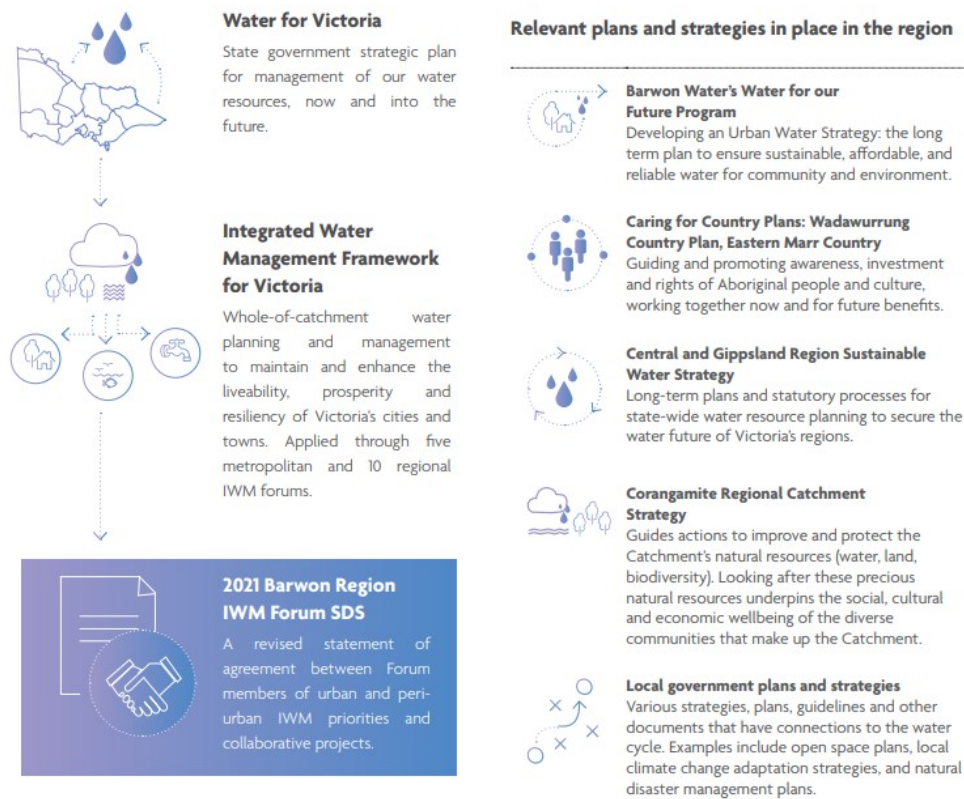 Water for Victoria
State government strategic plan
for management of our water
resources, now and into the
future.
Integrated Water
Management Framework
for Victoria
Whole-of-catchment water
planning and management
to maintain and enhance the
liveability, prosperity and
resiliency of Victoria's cities and
towns. Applied through five
metropolitan and 10 regional
IWM forums.
2021 Barwon Region
IWM Forum SDS
A revised statement of
agreement between Forum
members of urban and peri-
urban IWM priorities and
collaborative projects.
Relevant plans and strategies in place in the region
Barwon Water's Water for our
Future Program
Developing an Urban Water Strategy: the long
term plan to ensure sustainable, affordable, and
reliable water for community and environment.
Caring for Country Plans: Wadawurrung
Country Plan, Eastern Marr Country
Guiding and promoting awareness, investment
and rights of Aboriginal people and culture,
working together now and for future benefits.
Central and Gippsland Region Sustainable
Water Strategy
Long-term plans and statutory processes for
state-wide water resource planning to secure the
water future of Victoria's regions.
Corangamite Regional Catchment
Strategy
Guides actions to improve and protect the
Catchment's natural resources (water, land,
biodiversity). Looking after these precious
natural resources underpins the social, cultural
and economic wellbeing of the diverse
communities that make up the Catchment.
Local government plans and strategies
Various strategies, plans, guidelines and other
documents that have connections to the water
cycle. Examples include open space plans, local
climate change adaptation strategies, and natural
disaster management plans.